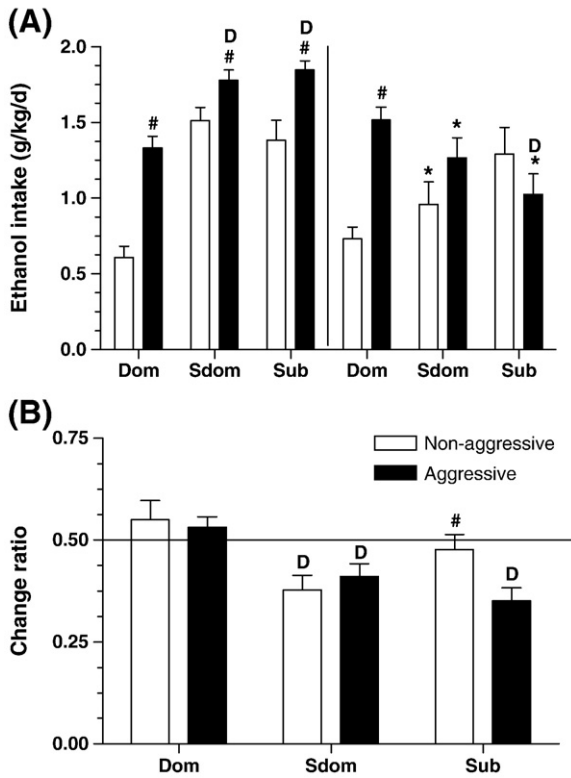 (A)
Ethanol intake (g/kg/d)
2.0
1.5
1.0
0.5
0.0
#
D
#
D
#
#
*
*
D
*
Dom Sdom Sub Dom Sdom Sub
(B)
Change ratio
0.75
0.50
0.25
0.00
Non-aggressive
Aggressive
D
D
#
D
Dom Sdom Sub